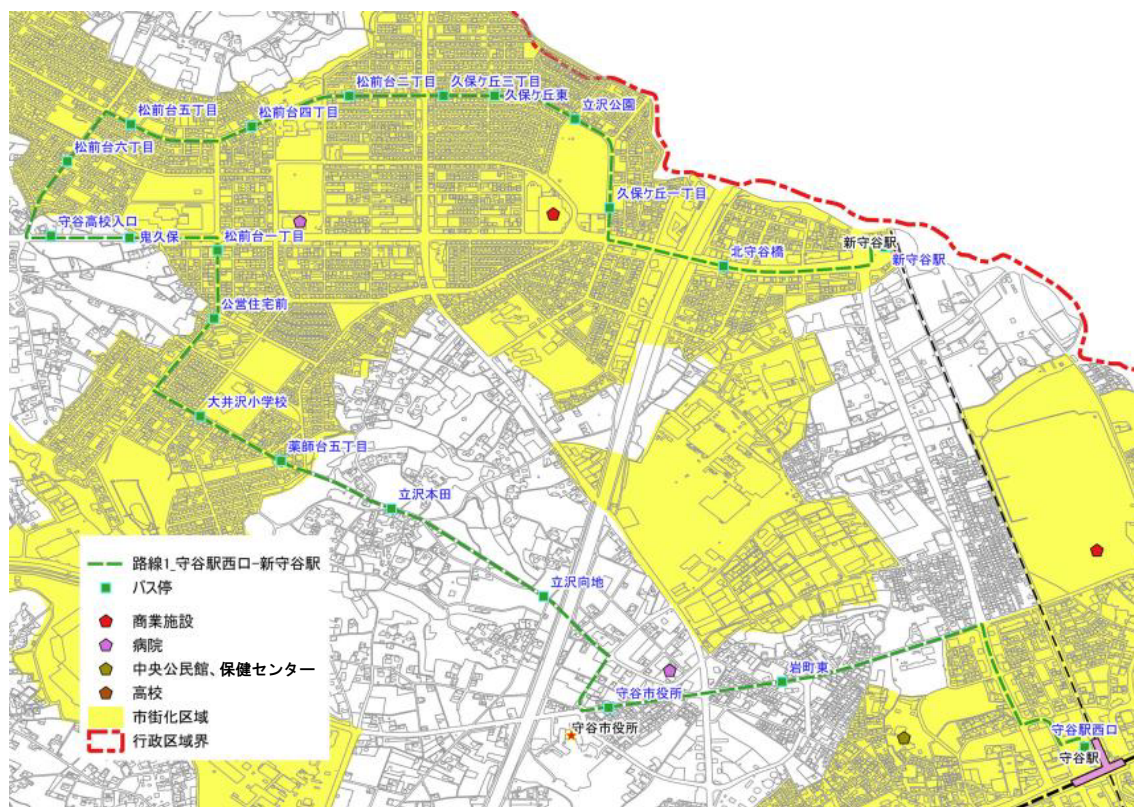 松前台二丁目
久保ケ丘三丁目
久保ケ丘東
立沢公園
松前台五丁目
松前台四丁目
松前台六丁目
久保ケ丘一丁目
守谷高校入口
鬼久保
松前台一丁目
北守谷橋
新守谷駅
新守谷駅
公営住宅前
大井沢小学校
薬師台五丁目
立沢本田
立沢向地
岩町東
守谷市役所
守谷市役所
守谷駅西口
守谷駅
路線1_守谷駅西口-新守谷駅
バス停
商業施設
病院
中央公民館、保健センター
高校
市街化区域
行政区域界